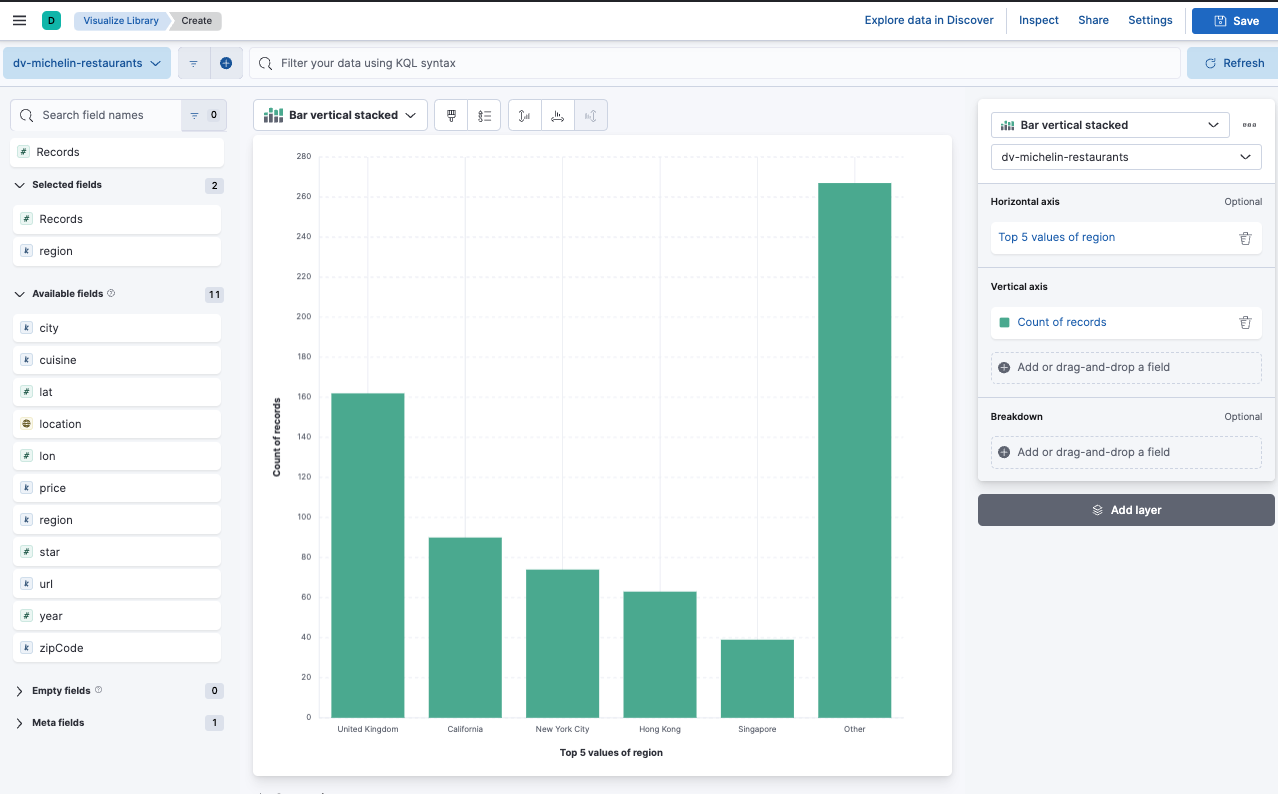 D
Visualize Library
Create
Explore data in Discover
Inspect
Share
Settings
Save
dv-michelin-restaurants
Filter your data using KQL syntax
Refresh
Search field names
0
# Records
Selected fields
2
# Records
k region
Available fields
11
k city
k cuisine
# lat
location
# lon
k price
k region
# star
k url
# year
k zipCode
Empty fields
0
Meta fields
1
Bar vertical stacked
280
260
240
220
200
180
160
140
120
100
80
60
40
20
0
Count of records
United Kingdom
California
New York City
Hong Kong
Singapore
Other
Top 5 values of region
Bar vertical stacked
dv-michelin-restaurants
Horizontal axis
Optional
Top 5 values of region
Vertical axis
Count of records
Add or drag-and-drop a field
Breakdown
Optional
Add or drag-and-drop a field
Add layer